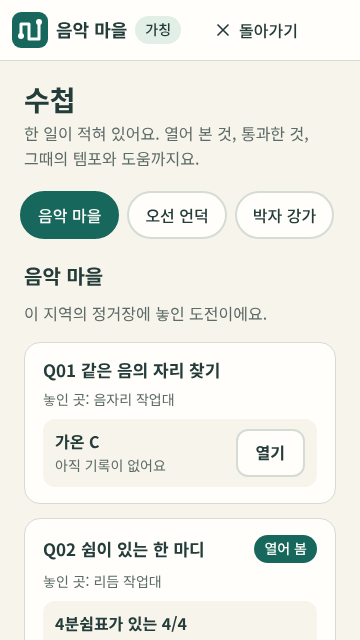 음악 마을 가칭 돌아가기
수첩
한 일이 적혀 있어요. 열어 본 것, 통과한 것,
그때의 템포와 도움까지요.
음악 마을 오선 언덕 박자 강가
음악 마을
이 지역의 정거장에 놓인 도전이에요.
Q01 같은 음의 자리 찾기
놓인 곳: 음자리 작업대
가온 C
아직 기록이 없어요
열기
Q02 쉼이 있는 한 마디 열어 봄
놓인 곳: 리듬 작업대
4분쉼표가 있는 4/4